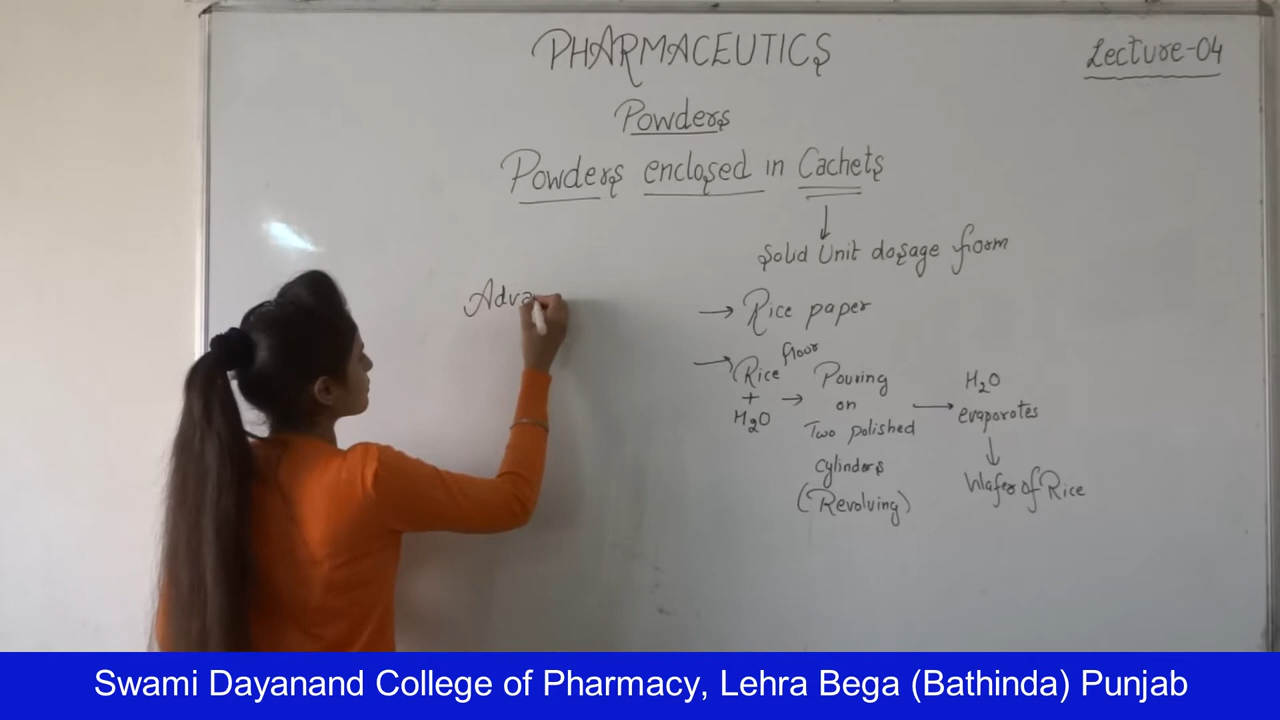 PHARMACEUTICS
Lecture-04
Powders
Powders enclosed in Cachets
↓
Solid Unit dosage form
→ Rice paper
→ Rice floor + H₂O → Pouring on Two polished cylinders (Revolving) → H₂O evaporates
↓
Wafer of Rice
Adva
Swami Dayanand College of Pharmacy, Lehra Bega (Bathinda) Punjab